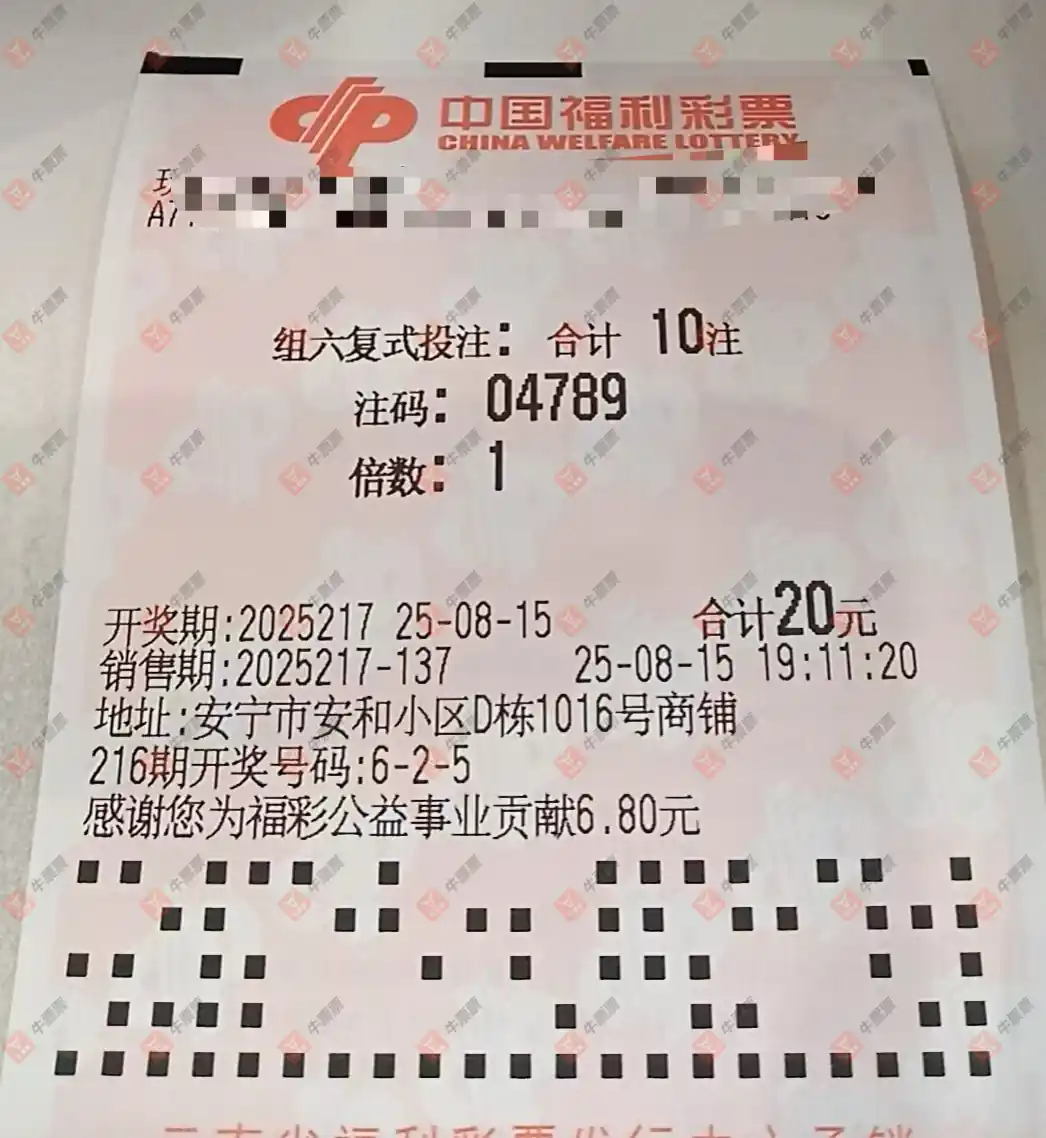 中国福利彩票
CHINA WELFARE LOTTERY
组六复式投注: 合计 10注
注码: 04789
倍数: 1
开奖期:2025217 25-08-15 合计20元
销售期:2025217-137 25-08-15 19:11:20
地址:安宁市安和小区D栋1016号商铺
216期开奖号码:6-2-5
感谢您为福彩公益事业贡献6.80元
牛票票